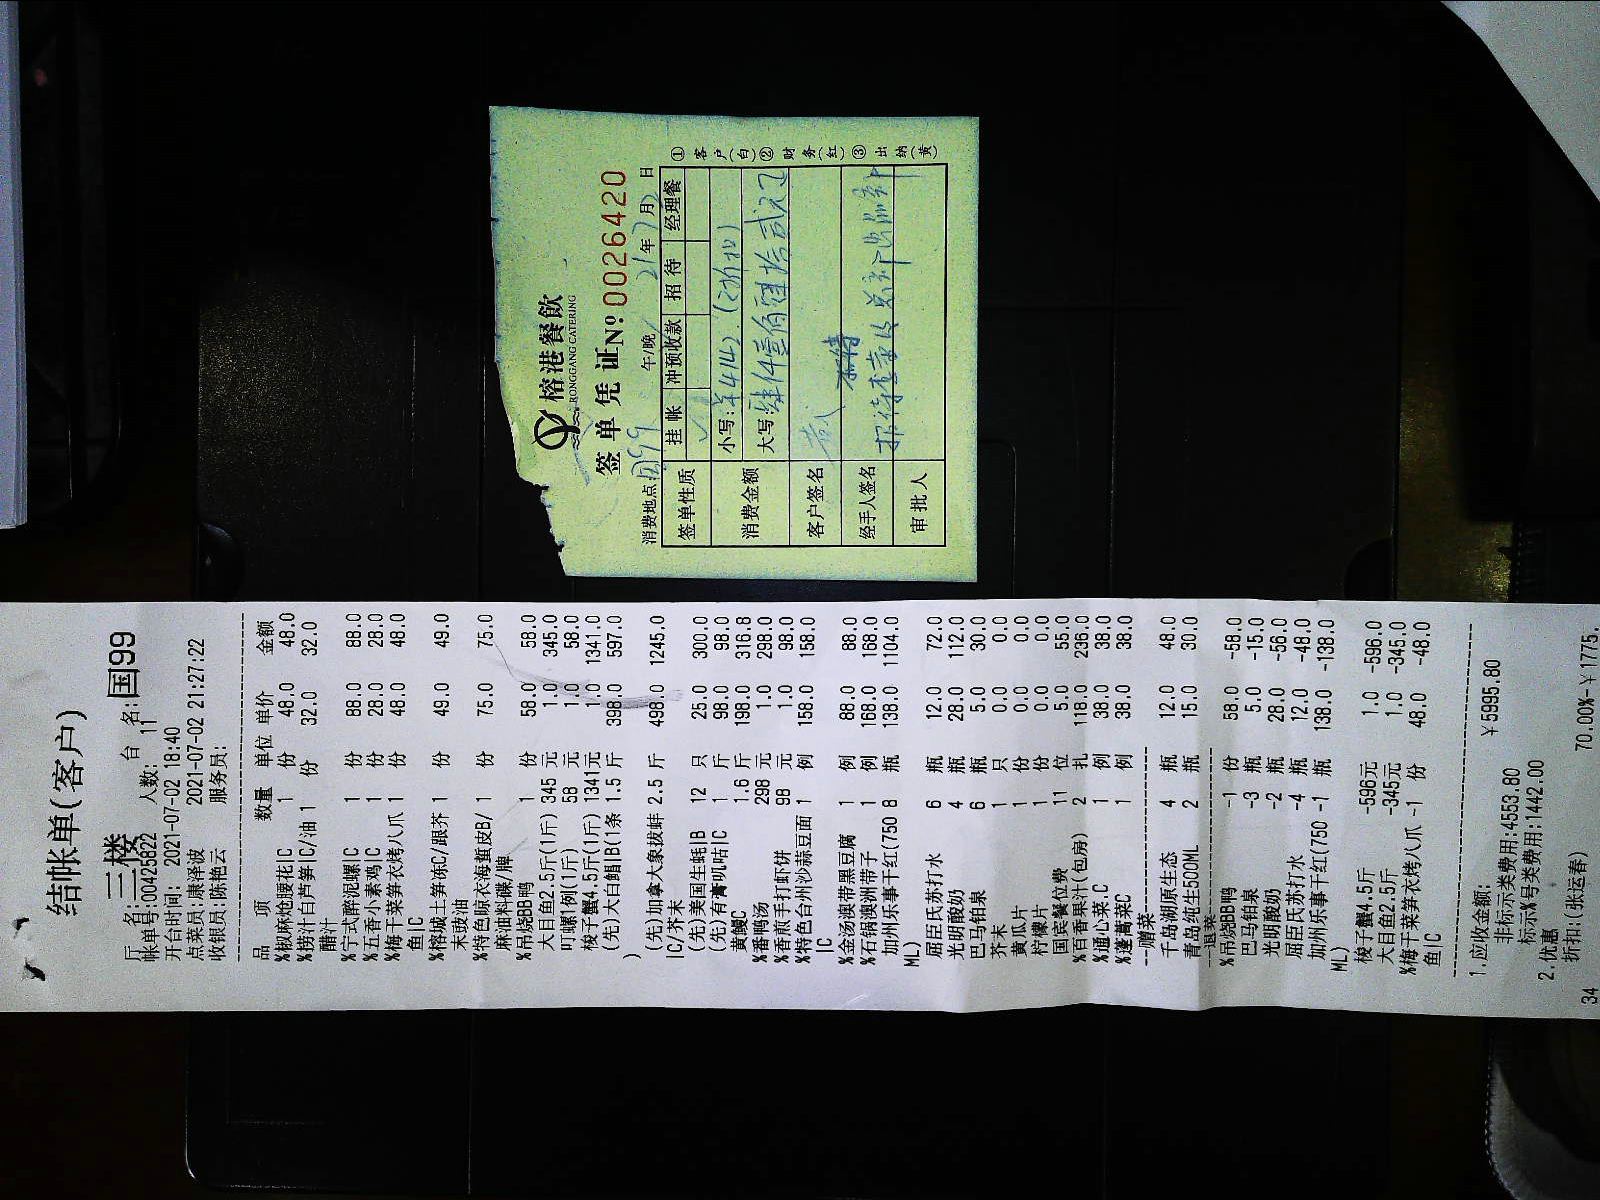 榕港餐飲
RONGGANG CATERING
签单凭证 № 0026420
消费地点 国99 午/晚 21年7月2日
签单性质 挂帐 冲预收款 招待 经理餐
消费金额 小写:
大写:
客户签名
经手人签名
审批人
①客户(白)②财务(红)③出纳(黄)
结帐单(客户)
厅名:三楼 台名:国99
帐单号:00425822 人数: 11
开台时间: 2021-07-02 18:40
点菜员:康泽波 2021-07-02 21:27:22
收银员:陈艳云 服务员:
品 项 数量 单位 单价 金额
%椒麻炝腰花|C 1 份 48.0 48.0
%捞汁白芦笋|C/油 1 份 32.0 32.0
醋汁
%宁式醉泥螺|C 1 份 88.0 88.0
%五香小素鸡|C 1 份 28.0 28.0
%梅干菜笋衣烤八爪 1 份 48.0 48.0
鱼|C
%榕城土笋冻C/跟芥 1 份 49.0 49.0
末豉油
%特色晾衣海蜇皮B/ 1 份 75.0 75.0
麻油料碟/牌
%吊烧BB鸭 1 份 58.0 58.0
大目鱼2.5斤(1斤) 345 元 1.0 345.0
叮螺1例(1斤) 58 元 1.0 58.0
梭子蟹4.5斤(1斤) 1341元 1.0 1341.0
(先)大白鲳|B(1条 1.5 斤 398.0 597.0
)
(先)加拿大象拔蚌 2.5 斤 498.0 1245.0
|C/芥末
(先)美国生蚝|B 12 只 25.0 300.0
(先)有膏叽咕|C 1 斤 98.0 98.0
黄鳗C 1.6 斤 198.0 316.8
%番鸭汤 298 元 1.0 298.0
%香煎手打虾饼 98 元 1.0 98.0
%特色台州沙蒜豆面 1 例 158.0 158.0
|C
%金汤澳带黑豆腐 1 例 88.0 88.0
%石锅澳洲带子 1 例 168.0 168.0
加州乐事干红(750 8 瓶 138.0 1104.0
ML)
屈臣氏苏打水 6 瓶 12.0 72.0
光明酸奶 4 瓶 28.0 112.0
巴马铂泉 6 瓶 5.0 30.0
芥末 1 只 0.0 0.0
黄瓜片 1 份 0.0 0.0
柠檬片 1 份 0.0 0.0
国宾餐位费 11 位 5.0 55.0
%百香果汁(包房) 2 扎 118.0 236.0
%通心菜.C 1 例 38.0 38.0
%蓬蒿菜C 1 例 38.0 38.0
---赠菜---
千岛湖原生态 4 瓶 12.0 48.0
青岛纯生500ML 2 瓶 15.0 30.0
---退菜---
%吊烧BB鸭 -1 份 58.0 -58.0
巴马铂泉 -3 瓶 5.0 -15.0
光明酸奶 -2 瓶 28.0 -56.0
屈臣氏苏打水 -4 瓶 12.0 -48.0
加州乐事干红(750 -1 瓶 138.0 -138.0
ML)
梭子蟹4.5斤 -596元 1.0 -596.0
大目鱼2.5斤 -345元 1.0 -345.0
%梅干菜笋衣烤八爪 -1 份 48.0 -48.0
鱼|C
1.应收金额: ￥5995.80
非标示三类费用:4553.80
标示%号类费用:1442.00
2.优惠
折扣:(张运春) 70.00%-￥1775.
34